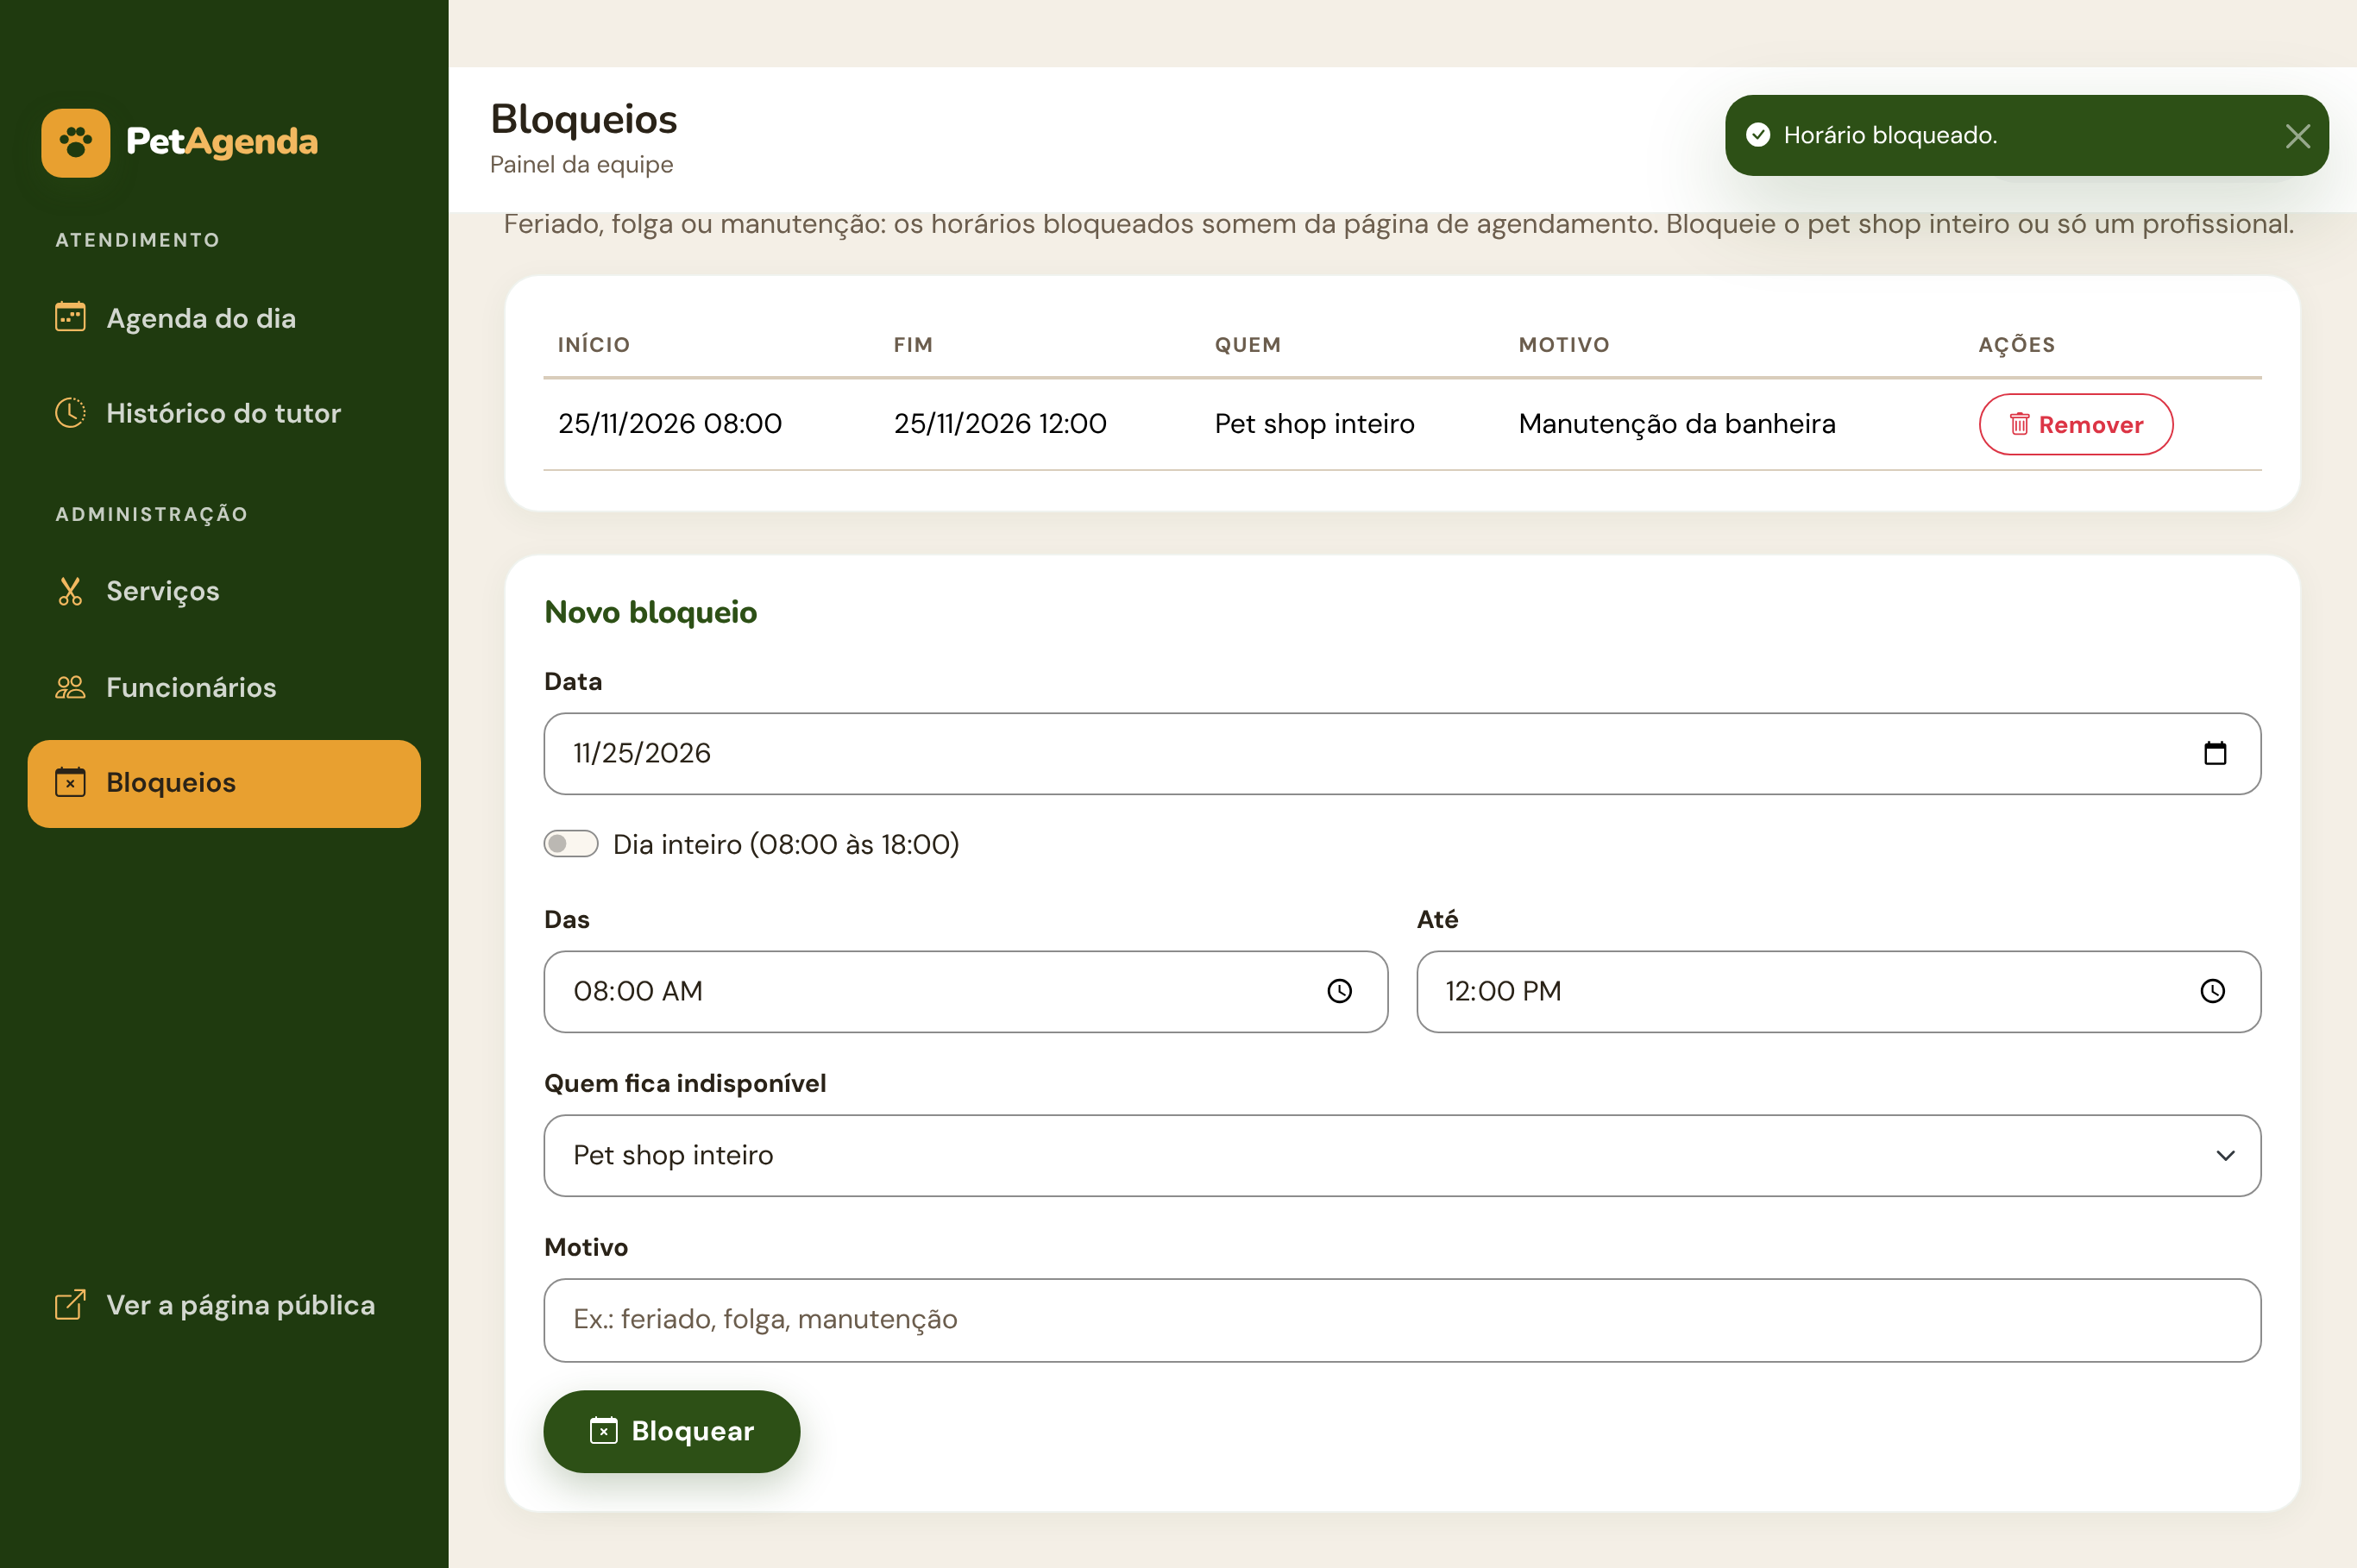 PetAgenda
ATENDIMENTO
Agenda do dia
Histórico do tutor
ADMINISTRAÇÃO
Serviços
Funcionários
Bloqueios
Ver a página pública
Bloqueios
Painel da equipe
Horário bloqueado.
Feriado, folga ou manutenção: os horários bloqueados somem da página de agendamento. Bloqueie o pet shop inteiro ou só um profissional.
INÍCIO FIM QUEM MOTIVO AÇÕES
25/11/2026 08:00 25/11/2026 12:00 Pet shop inteiro Manutenção da banheira Remover
Novo bloqueio
Data
11/25/2026
Dia inteiro (08:00 às 18:00)
Das Até
08:00 AM 12:00 PM
Quem fica indisponível
Pet shop inteiro
Motivo
Ex.: feriado, folga, manutenção
Bloquear